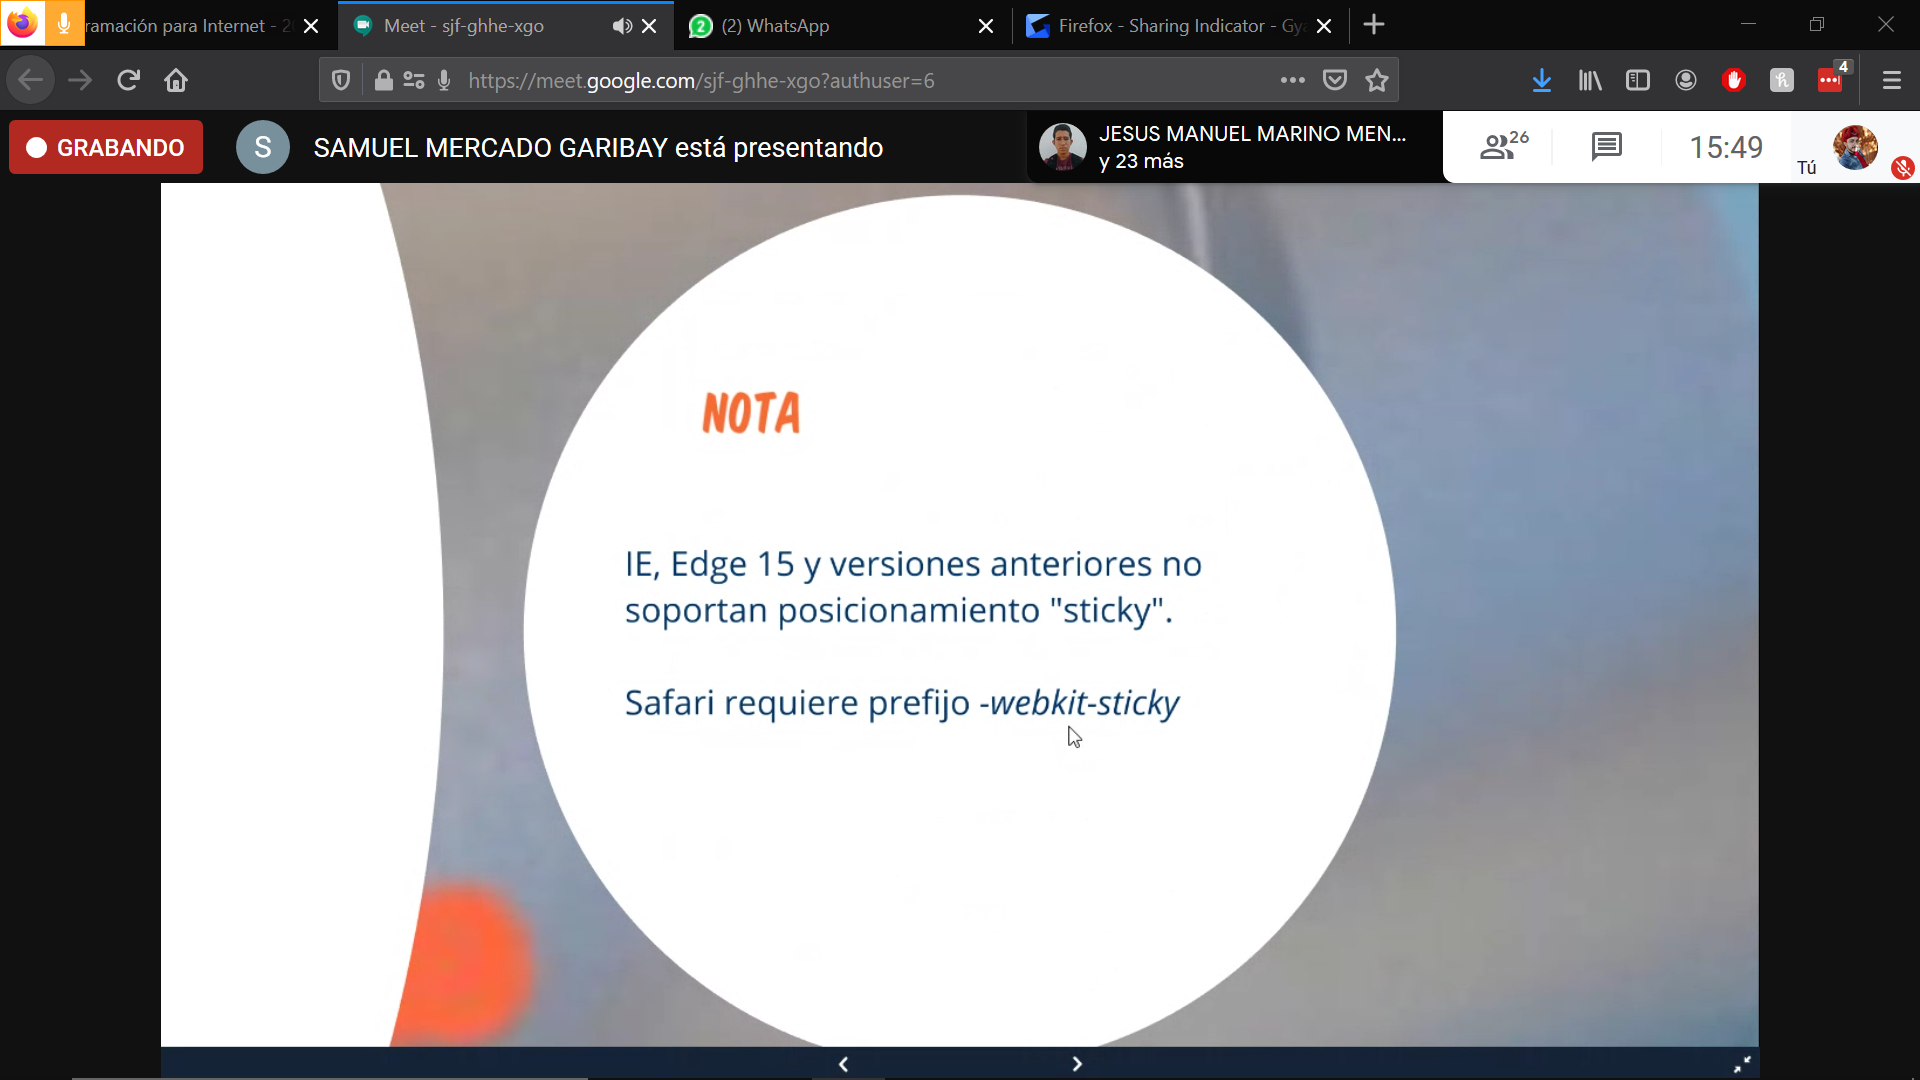 ramación para Internet - 2
Meet - sjf-ghhe-xgo
(2) WhatsApp
Firefox - Sharing Indicator - Gy
https://meet.google.com/sjf-ghhe-xgo?authuser=6
4
GRABANDO
S
SAMUEL MERCADO GARIBAY está presentando
JESUS MANUEL MARINO MEN...
y 23 más
26
15:49
Tú
NOTA
IE, Edge 15 y versiones anteriores no
soportan posicionamiento "sticky".
Safari requiere prefijo -webkit-sticky